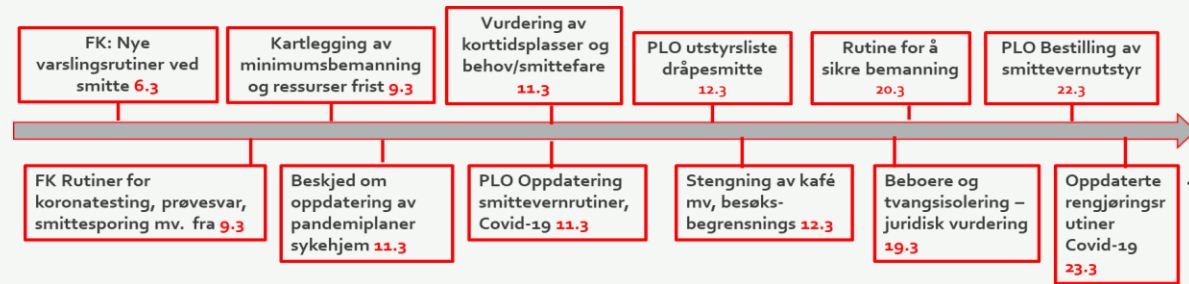 FK: Nye
varslingsrutiner ved
smitte 6.3
Kartlegging av
minimumsbemanning
og ressurser frist 9.3
Vurdering av
korttidsplasser og
behov/smittefare
11.3
PLO utstyrsliste
dråpesmitte
12.3
Rutine for å
sikre bemanning
20.3
PLO Bestilling av
smittevernutstyr
22.3
FK Rutiner for
koronatesting, prøvesvar,
smittesporing mv. fra 9.3
Beskjed om
oppdatering av
pandemiplaner
sykehjem 11.3
PLO Oppdatering
smittevernrutiner,
Covid-19 11.3
Stengning av kafé
mv, besøks-
begrensnings 12.3
Beboere og
tvangsisolering –
juridisk vurdering
19.3
Oppdaterte
rengjøringsr
utiner
Covid-19
23.3